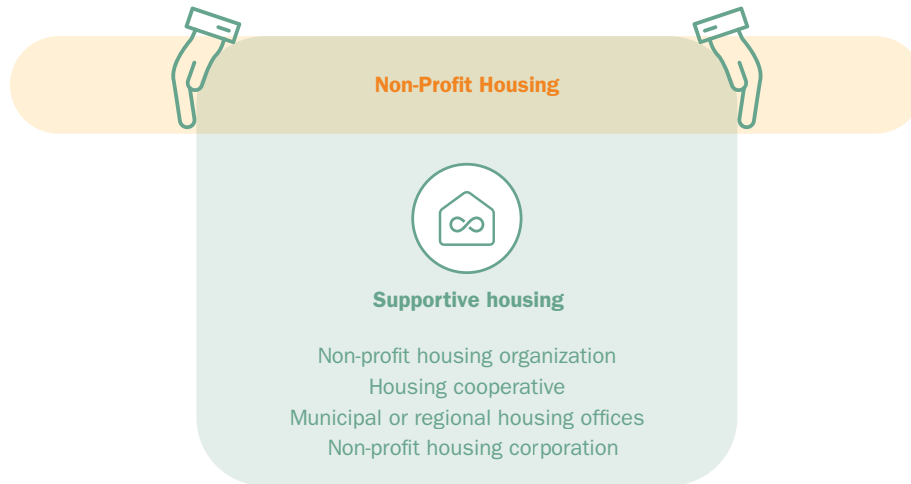 Non-Profit Housing
Supportive housing
Non-profit housing organization
Housing cooperative
Municipal or regional housing offices
Non-profit housing corporation